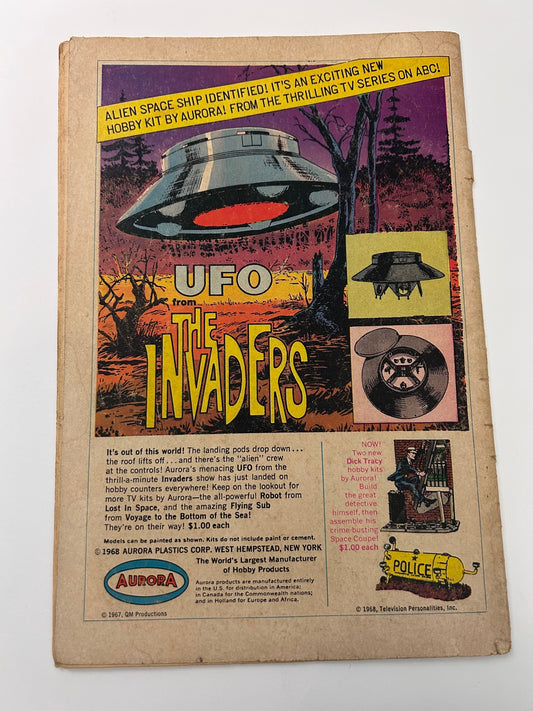 ALIEN SPACE SHIP IDENTIFIED! IT'S AN EXCITING NEW
HOBBY KIT BY AURORA! FROM THE THRILLING TV SERIES ON ABC!
UFO
from
THE
INVADERS
It's out of this world! The landing pods drop down...
the roof lifts off...and there's the "alien" crew
at the controls! Aurora's menacing UFO from the
thrill-a-minute Invaders show has just landed on
hobby counters everywhere! Keep on the lookout for
more TV kits by Aurora—the all-powerful Robot from
Lost In Space, and the amazing Flying Sub
from Voyage to the Bottom of the Sea!
They're on their way! $1.00 each
Models can be painted as shown. Kits do not include paint or cement.
© 1968 AURORA PLASTICS CORP. WEST HEMPSTEAD, NEW YORK
AURORA
The World's Largest Manufacturer
of Hobby Products
Aurora products are manufactured entirely
in the U.S. for distribution in America;
in Canada for the Commonwealth nations;
and in Holland for Europe and Africa.
© 1967, QM Productions
NOW!
Two new
Dick Tracy
hobby kits
by Aurora!
Build
the great
detective
himself, then
assemble his
crime-busting
Space Coupe!
$1.00 each
POLICE
© 1968, Television Personalities, Inc.